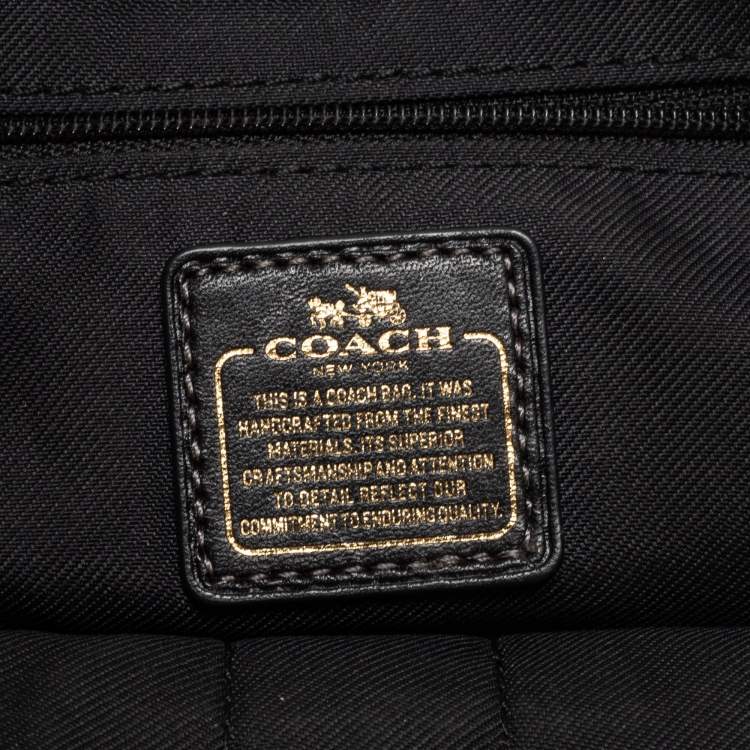 COACH
NEW YORK
THIS IS A COACH BAG. IT WAS
HANDCRAFTED FROM THE FINEST
MATERIALS. ITS SUPERIOR
CRAFTSMANSHIP AND ATTENTION
TO DETAIL REFLECT OUR
COMMITMENT TO ENDURING QUALITY.